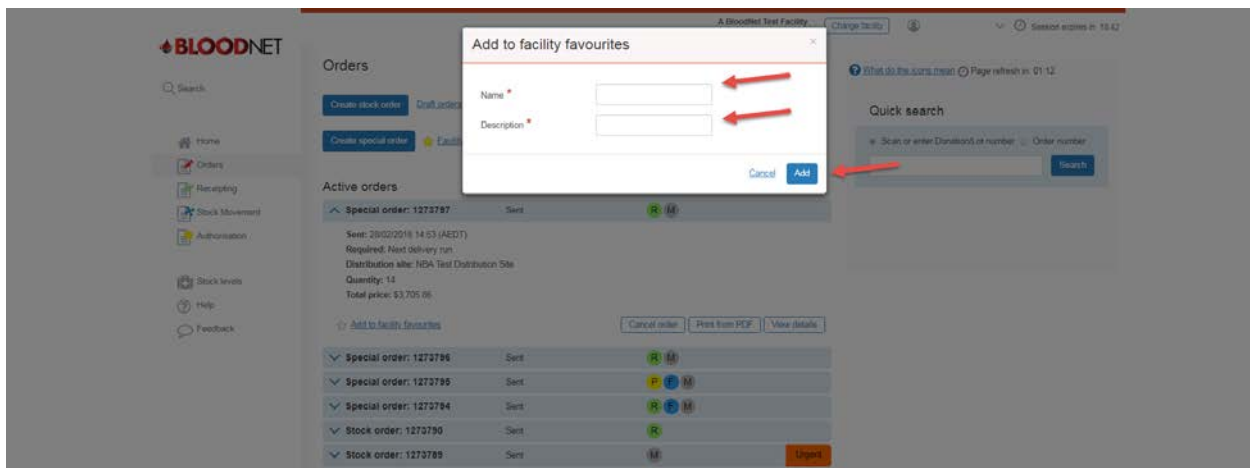 A BloodNet Test Facility
Change facility
Session expires in: 18:42
BLOODNET
Search
Home
Orders
Receipting
Stock Movement
Authorisation
Stock levels
Help
Feedback
Orders
Create stock order
Draft orders
Create special order
Active orders
Special order: 1273797 Sent R M
Sent: 28/02/2018 14:53 (AEDT)
Required: Next delivery run
Distribution site: NBA Test Distribution Site
Quantity: 14
Total price: $3,705.86
Add to facility favourites
Cancel order
Print from PDF
View details
Special order: 1273796 Sent R M
Special order: 1273795 Sent P F M
Special order: 1273794 Sent R F M
Stock order: 1273790 Sent R
Stock order: 1273789 Sent M Urgent
Add to facility favourites ×
Name *
Description *
Cancel Add
What do the icons mean Page refresh in: 01:12
Quick search
Scan or enter Donation/Lot number Order number
Search